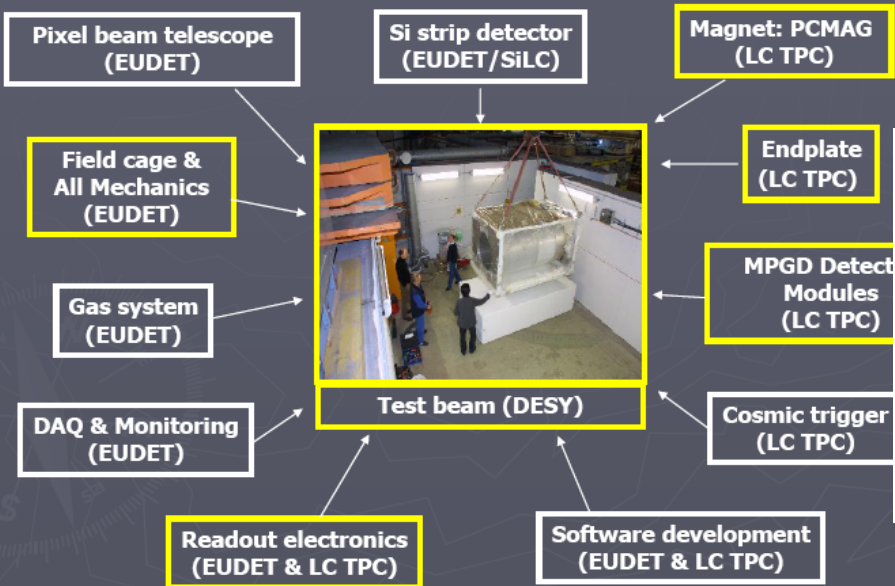 Pixel beam telescope
(EUDET)
Si strip detector
(EUDET/SiLC)
Magnet: PCMAG
(LC TPC)
Field cage &
All Mechanics
(EUDET)
Endplate
(LC TPC)
Gas system
(EUDET)
MPGD Detect
Modules
(LC TPC)
Test beam (DESY)
DAQ & Monitoring
(EUDET)
Cosmic trigger
(LC TPC)
Readout electronics
(EUDET & LC TPC)
Software development
(EUDET & LC TPC)